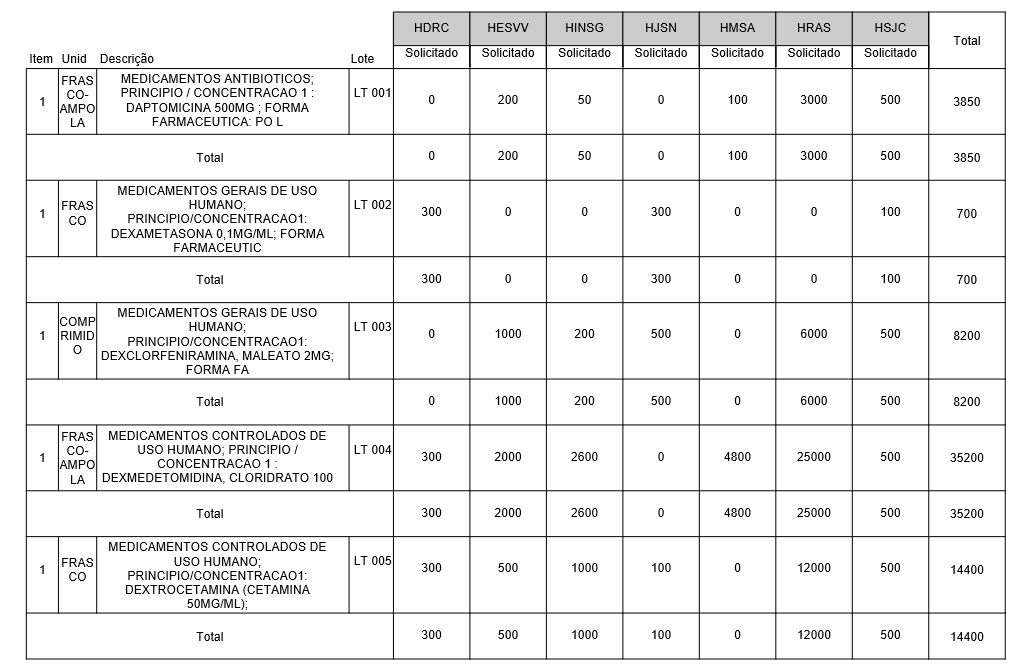 HDRC HESVV HINSG HJSN HMSA HRAS HSJC Total
Item Unid Descrição Lote Solicitado Solicitado Solicitado Solicitado Solicitado Solicitado Solicitado
1 FRAS MEDICAMENTOS ANTIBIOTICOS; LT 001 0 200 50 0 100 3000 500 3850
CO- PRINCIPIO / CONCENTRACAO 1 :
AMPO DAPTOMICINA 500MG ; FORMA
LA FARMACEUTICA: PO L
Total 0 200 50 0 100 3000 500 3850
1 FRAS MEDICAMENTOS GERAIS DE USO LT 002 300 0 0 300 0 0 100 700
CO HUMANO;
PRINCIPIO/CONCENTRACAO1:
DEXAMETASONA 0,1MG/ML; FORMA
FARMACEUTIC
Total 300 0 0 300 0 0 100 700
1 COMP MEDICAMENTOS GERAIS DE USO LT 003 0 1000 200 500 0 6000 500 8200
RIMID HUMANO;
O PRINCIPIO/CONCENTRACAO1:
DEXCLORFENIRAMINA, MALEATO 2MG;
FORMA FA
Total 0 1000 200 500 0 6000 500 8200
1 FRAS MEDICAMENTOS CONTROLADOS DE LT 004 300 2000 2600 0 4800 25000 500 35200
CO- USO HUMANO; PRINCIPIO /
AMPO CONCENTRACAO 1 :
LA DEXMEDETOMIDINA, CLORIDRATO 100
Total 300 2000 2600 0 4800 25000 500 35200
1 FRAS MEDICAMENTOS CONTROLADOS DE LT 005 300 500 1000 100 0 12000 500 14400
CO USO HUMANO;
PRINCIPIO/CONCENTRACAO1:
DEXTROCETAMINA (CETAMINA
50MG/ML);
Total 300 500 1000 100 0 12000 500 14400